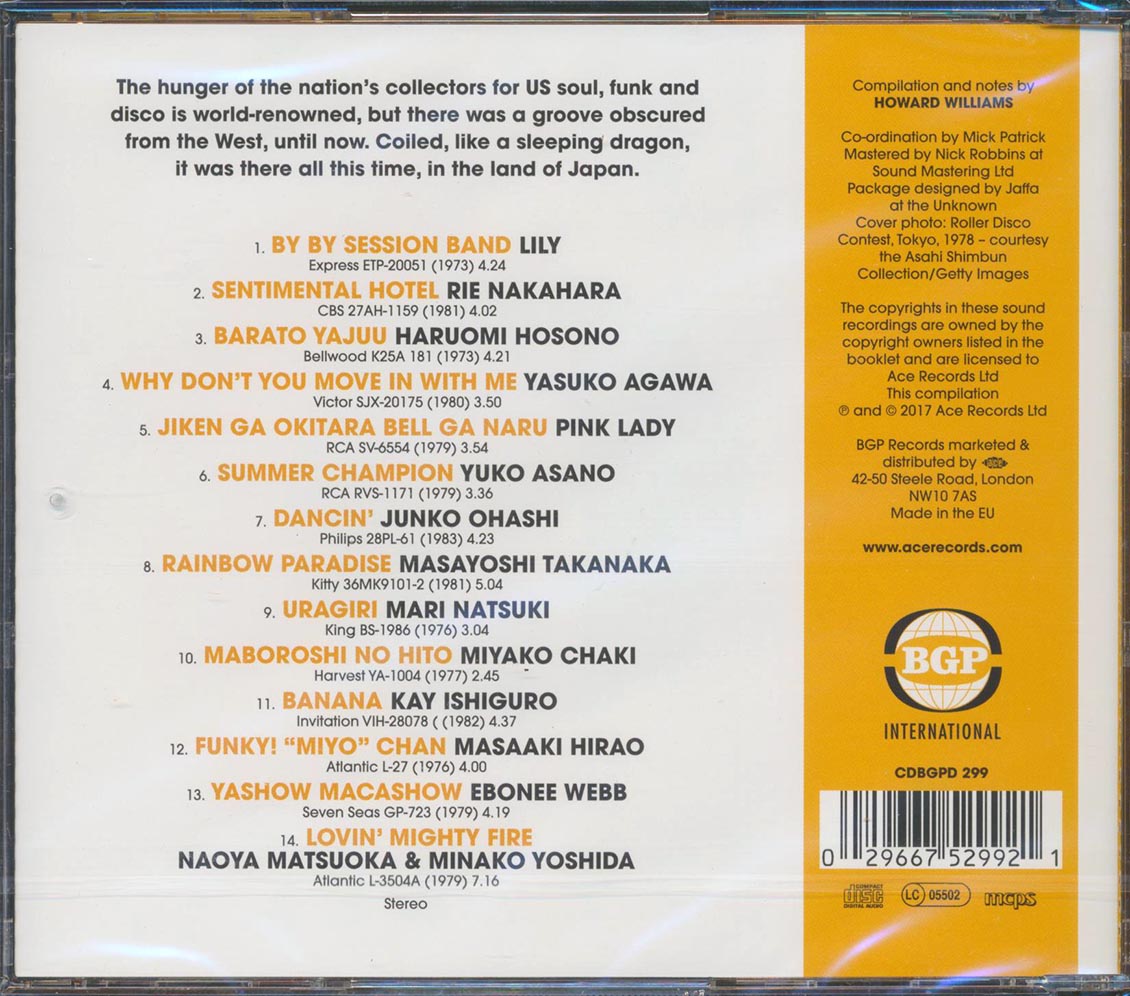 The hunger of the nation's collectors for US soul, funk and
disco is world-renowned, but there was a groove obscured
from the West, until now. Coiled, like a sleeping dragon,
it was there all this time, in the land of Japan.
1. BY BY SESSION BAND LILY
Express ETP-20051 (1973) 4.24
2. SENTIMENTAL HOTEL RIE NAKAHARA
CBS 27AH-1159 (1981) 4.02
3. BARATO YAJUU HARUOMI HOSONO
Bellwood K25A 181 (1973) 4.21
4. WHY DON'T YOU MOVE IN WITH ME YASUKO AGAWA
Victor SJX-20175 (1980) 3.50
5. JIKEN GA OKITARA BELL GA NARU PINK LADY
RCA SV-6554 (1979) 3.54
6. SUMMER CHAMPION YUKO ASANO
RCA RVS-1171 (1979) 3.36
7. DANCIN' JUNKO OHASHI
Philips 28PL-61 (1983) 4.23
8. RAINBOW PARADISE MASAYOSHI TAKANAKA
Kitty 36MK9101-2 (1981) 5.04
9. URAGIRI MARI NATSUKI
King BS-1986 (1976) 3.04
10. MABOROSHI NO HITO MIYAKO CHAKI
Harvest YA-1004 (1977) 2.45
11. BANANA KAY ISHIGURO
Invitation VIH-28078 ( (1982) 4.37
12. FUNKY! “MIYO” CHAN MASAAKI HIRAO
Atlantic L-27 (1976) 4.00
13. YASHOW MACASHOW EBONEE WEBB
Seven Seas GP-723 (1979) 4.19
14. LOVIN' MIGHTY FIRE
NAOYA MATSUOKA & MINAKO YOSHIDA
Atlantic L-3504A (1979) 7.16
Stereo
Compilation and notes by
HOWARD WILLIAMS
Co-ordination by Mick Patrick
Mastered by Nick Robbins at
Sound Mastering Ltd
Package designed by Jaffa
at the Unknown
Cover photo: Roller Disco
Contest, Tokyo, 1978 – courtesy
the Asahi Shimbun
Collection/Getty Images
The copyrights in these sound
recordings are owned by the
copyright owners listed in the
booklet and are licensed to
Ace Records Ltd
This compilation
℗ and © 2017 Ace Records Ltd
BGP Records marketed &
distributed by ACE
42-50 Steele Road, London
NW10 7AS
Made in the EU
www.acerecords.com
BGP
INTERNATIONAL
CDBGPD 299
0 29667 52992 1
COMPACT
disc
DIGITAL AUDIO
LC 05502
mcps